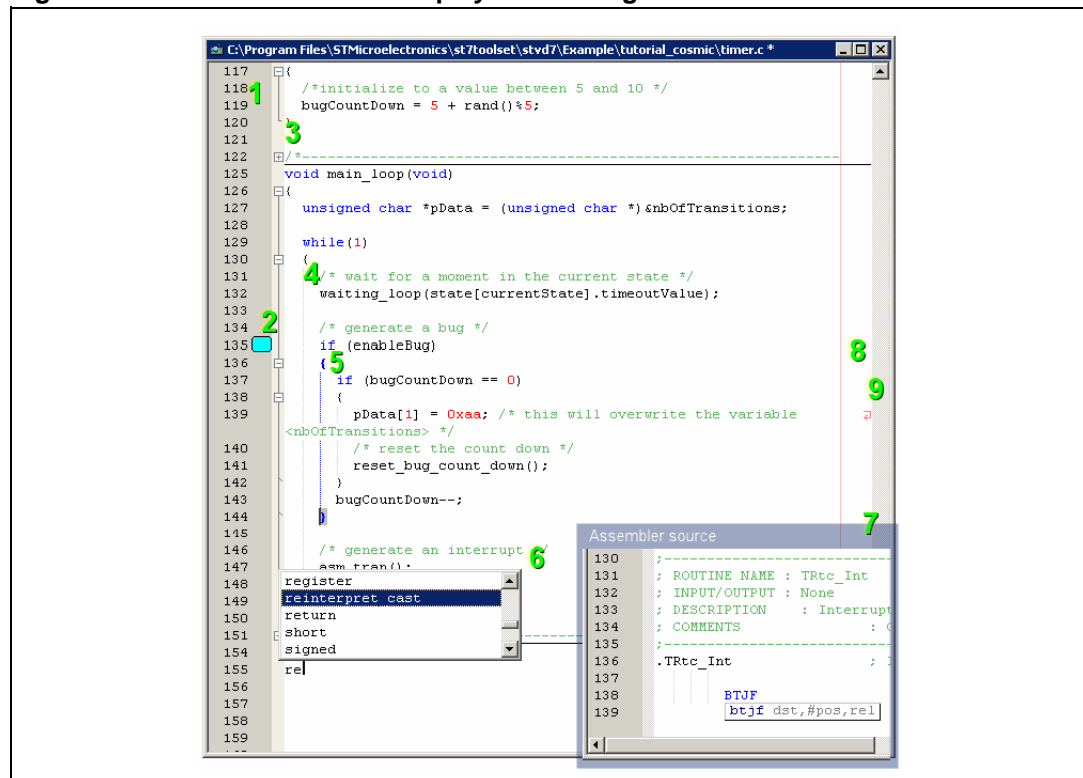 C:\Program Files\STMicroelectronics\st7toolset\stvd7\Example\tutorial_cosmic\timer.c *
117 {
118 /*initialize to a value between 5 and 10 */
1
119 bugCountDown = 5 + rand()%5;
120 }
3
121
122 /*--------------------------------------------------------------
125 void main_loop(void)
126 {
127 unsigned char *pData = (unsigned char *)&nbOfTransitions;
128
129 while(1)
130 {
4
131 /* wait for a moment in the current state */
132 waiting_loop(state[currentState].timeoutValue);
133
2
134 /* generate a bug */
135 if (enableBug)
8
136 {
5
137 if (bugCountDown == 0)
9
138 {
139 pData[1] = 0xaa; /* this will overwrite the variable
<nbOfTransitions> */
140 /* reset the count down */
141 reset_bug_count_down();
142 }
143 bugCountDown--;
144 }
7
145
146 /* generate an interrupt */
6
147 asm_tran();
148
149
150
151
154
155 re
156
157
158
159
register
reinterpret_cast
return
short
signed
Assembler source
130 ;-----------------------------
131 ; ROUTINE NAME : TRtc_Int
132 ; INPUT/OUTPUT : None
133 ; DESCRIPTION : Interrupt
134 ; COMMENTS :
135 ;-----------------------------
136 .TRtc_Int ;
137
138 BTJF
139 btjf dst,#pos,rel